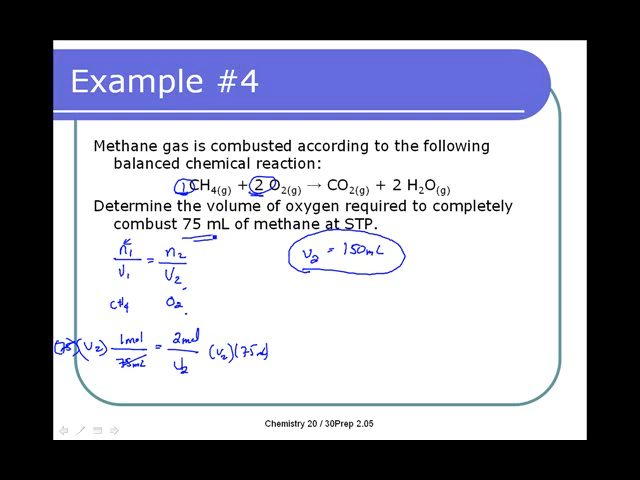 Example #4
Methane gas is combusted according to the following
balanced chemical reaction:
1CH4(g) + 2 O2(g) → CO2(g) + 2 H2O(g)
Determine the volume of oxygen required to completely
combust 75 mL of methane at STP.
n1/V1 = n2/V2
V2 = 150mL
CH4 O2
(75)(V2) 1mol/75mL = 2mol/V2 (V2)(75mL)
Chemistry 20 / 30Prep 2.05